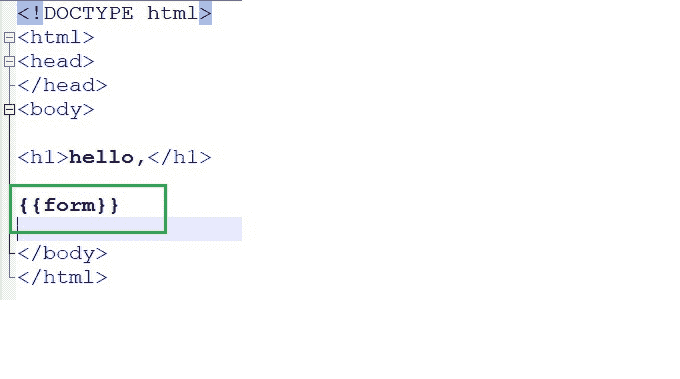 <!DOCTYPE html>
<html>
<head>
</head>
<body>
<h1>hello,</h1>
{{form}}
</body>
</html>